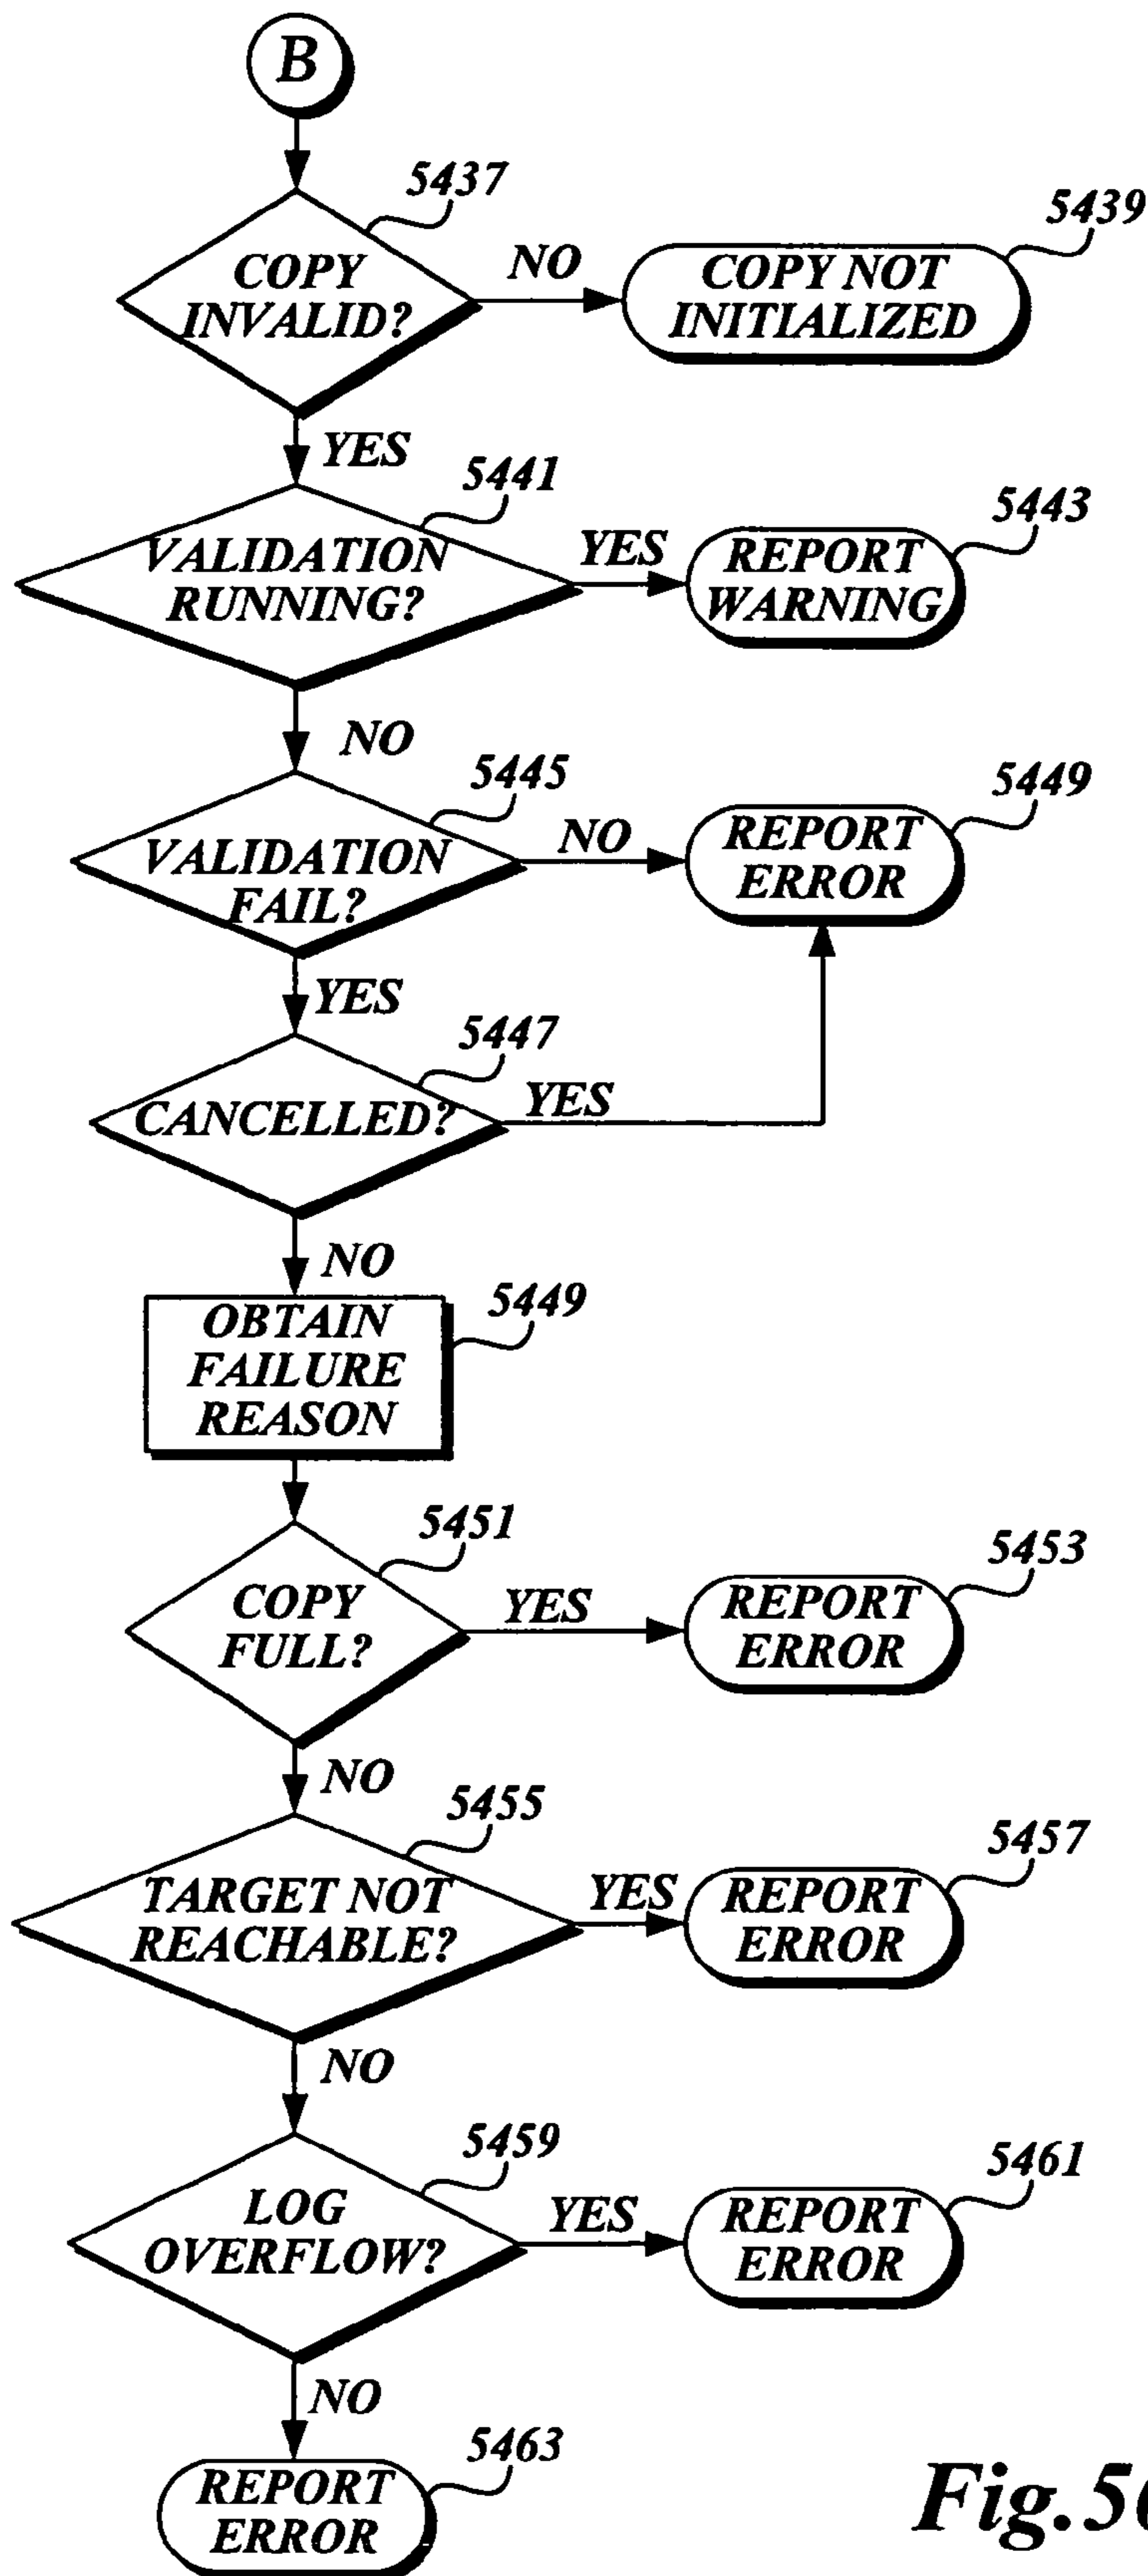 B
5437
COPY
INVALID?
NO
5439
COPY NOT
INITIALIZED
YES
5441
VALIDATION
RUNNING?
YES
5443
REPORT
WARNING
NO
5445
VALIDATION
FAIL?
NO
5449
REPORT
ERROR
YES
5447
CANCELLED?
YES
NO
5449
OBTAIN
FAILURE
REASON
5451
COPY
FULL?
YES
5453
REPORT
ERROR
NO
5455
TARGET NOT
REACHABLE?
YES
5457
REPORT
ERROR
NO
5459
LOG
OVERFLOW?
YES
5461
REPORT
ERROR
NO
5463
REPORT
ERROR